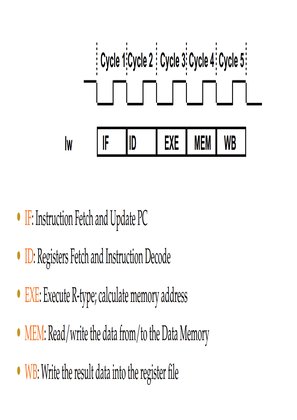 Cycle 1 Cycle 2 Cycle 3 Cycle 4 Cycle 5
lw IF ID EXE MEM WB
• IF: Instruction Fetch and Update PC
• ID: Registers Fetch and Instruction Decode
• EXE: Execute R-type; calculate memory address
• MEM: Read/write the data from/to the Data Memory
• WB: Write the result data into the register file